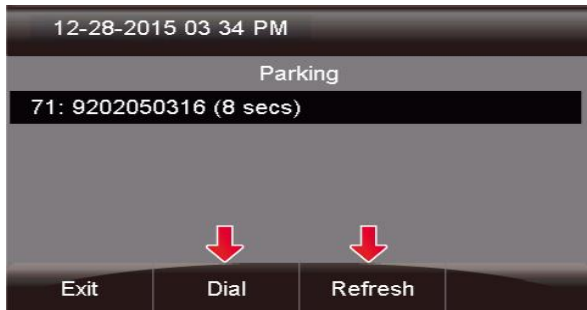 12-28-2015 03 34 PM
Parking
71: 9202050316 (8 secs)
Exit Dial Refresh